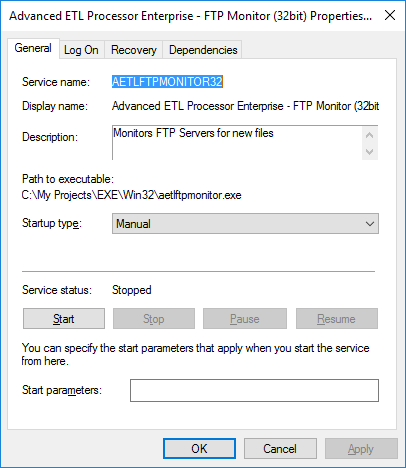 Advanced ETL Processor Enterprise - FTP Monitor (32bit) Properties...
General Log On Recovery Dependencies
Service name: AETLFTPMONITOR32
Display name: Advanced ETL Processor Enterprise - FTP Monitor (32bit
Description: Monitors FTP Servers for new files
Path to executable:
C:\My Projects\EXE\Win32\aetlftpmonitor.exe
Startup type: Manual
Service status: Stopped
Start Stop Pause Resume
You can specify the start parameters that apply when you start the service
from here.
Start parameters:
OK Cancel Apply